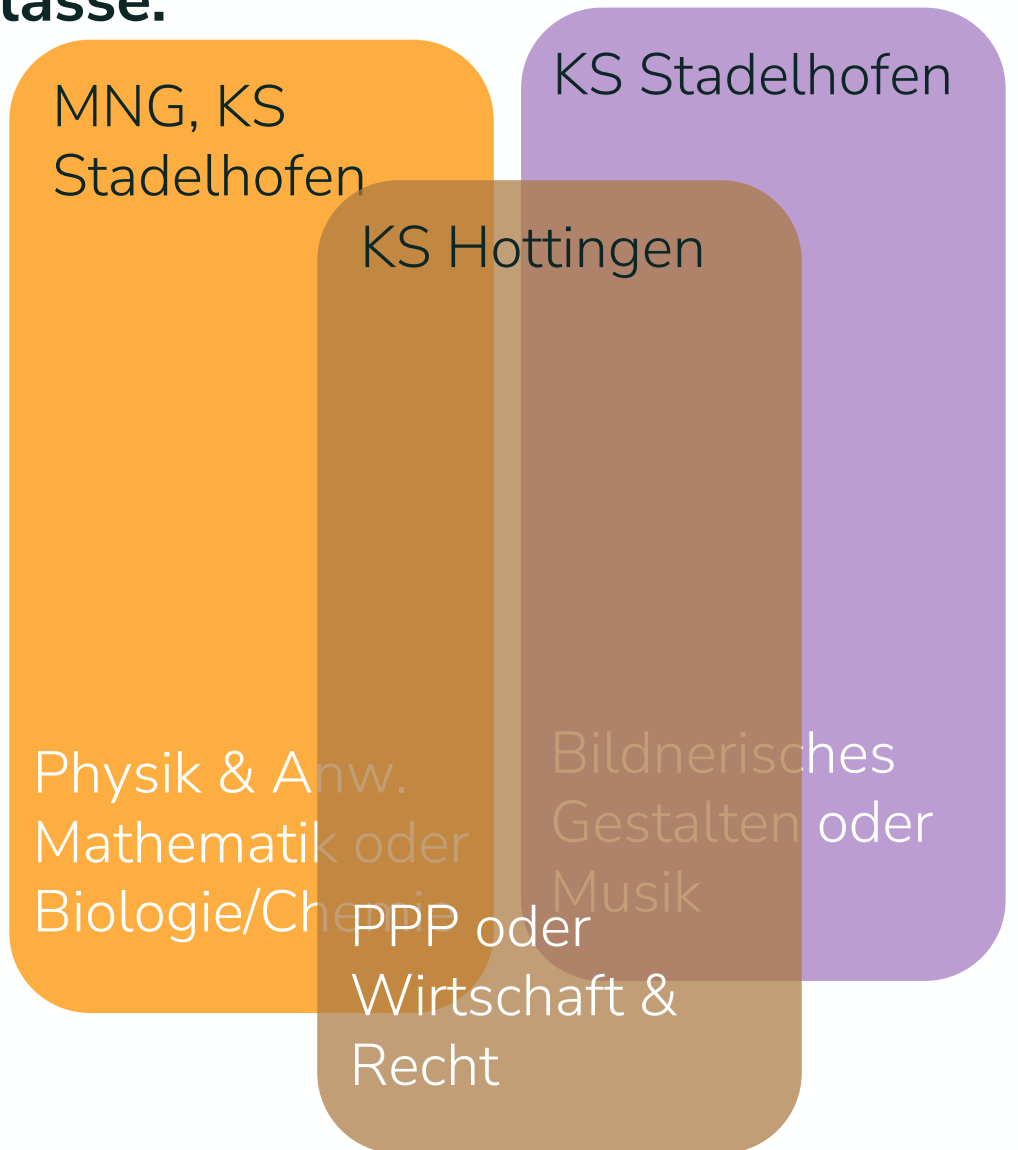 lasse.
MNG, KS
Stadelhofen
KS Stadelhofen
KS Hottingen
Physik & Anw.
Mathematik oder
Biologie/Chemie
Bildnerisches
Gestalten oder
Musik
PPP oder
Wirtschaft &
Recht